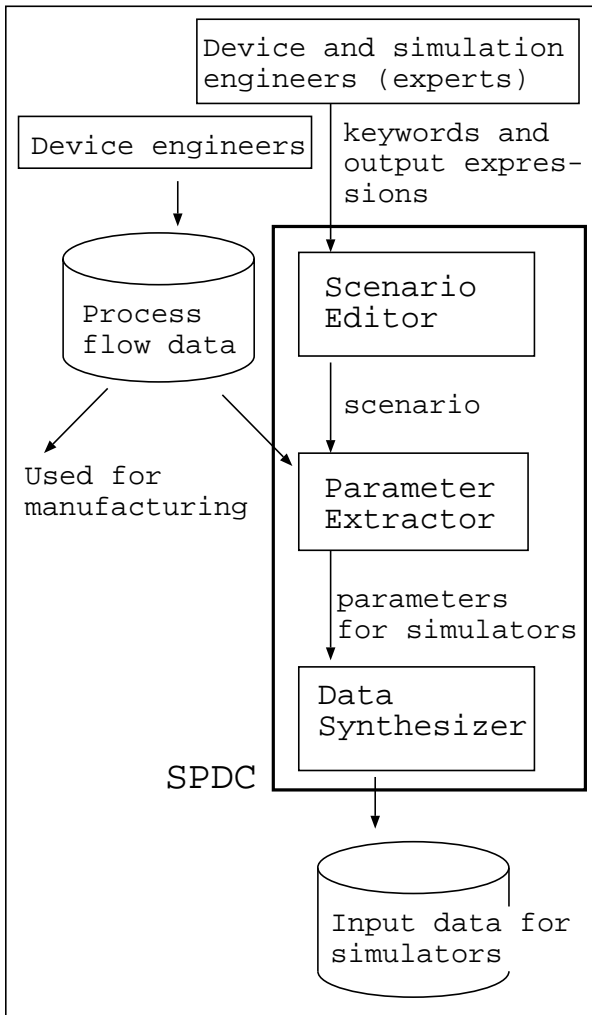 Device and simulation
engineers (experts)
Device engineers
keywords and
output expres-
sions
Process
flow data
Scenario
Editor
scenario
Used for
manufacturing
Parameter
Extractor
parameters
for simulators
Data
Synthesizer
SPDC
Input data for
simulators